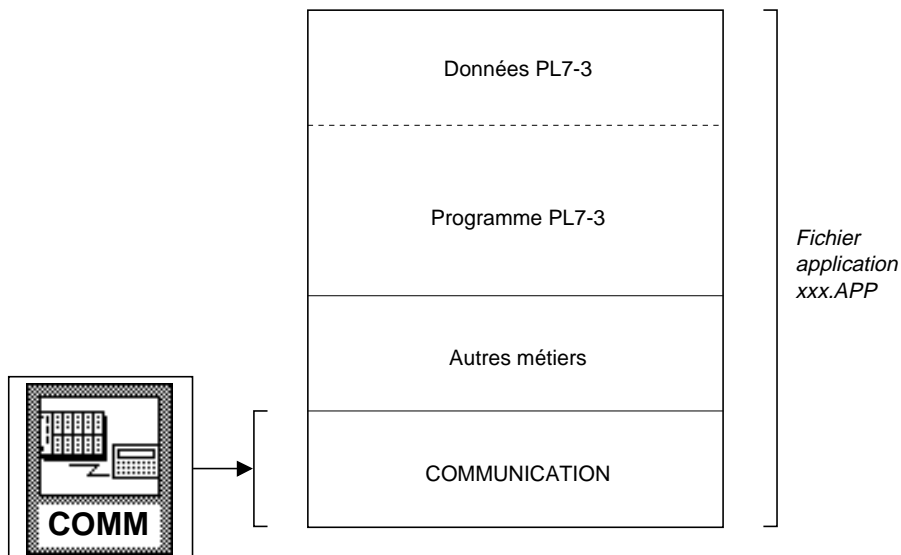 Données PL7-3
Programme PL7-3
Fichier
application
xxx.APP
Autres métiers
COMMUNICATION
COMM